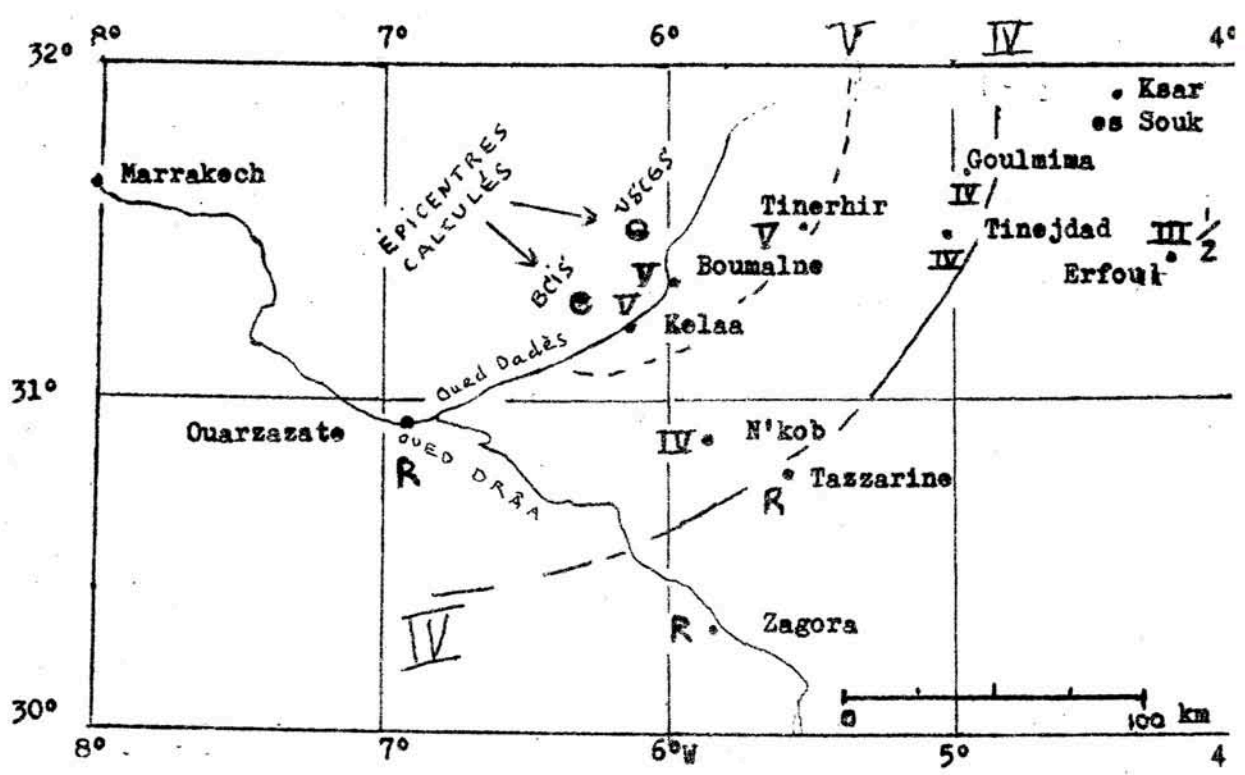 8° 7° 6° V IV 4°
32°
Ksar
es Souk
Marrakech
EPICENTRES
CALCULÉS
USCGS
BCIS
Goulmima
IV
Tinerhir
V
Tinejdad
IV
III 1/2
Erfoud
V
Boumalne
V
Kelaa
Oued Dadès
31°
Ouarzazate
R
OUED DRÂA
IV N'kob
Tazzarine
R
IV
R Zagora
30°
0 100 km
8° 7° 6°W 5° 4